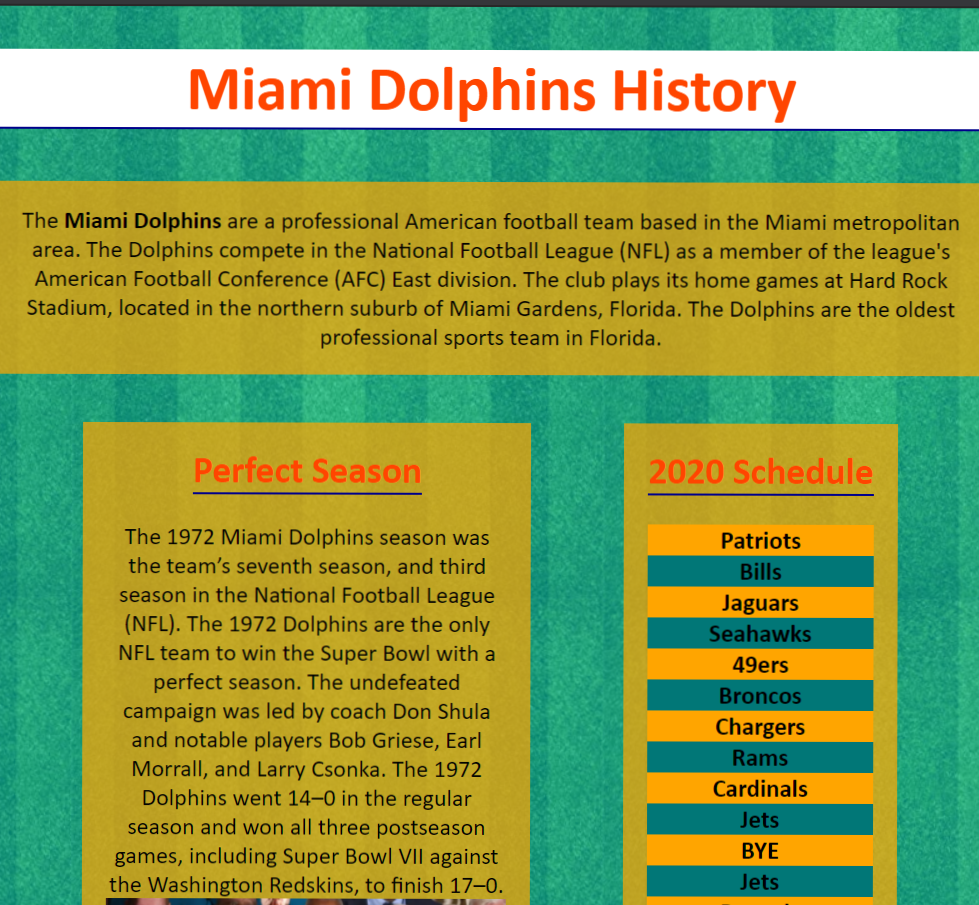 Miami Dolphins History
The Miami Dolphins are a professional American football team based in the Miami metropolitan
area. The Dolphins compete in the National Football League (NFL) as a member of the league's
American Football Conference (AFC) East division. The club plays its home games at Hard Rock
Stadium, located in the northern suburb of Miami Gardens, Florida. The Dolphins are the oldest
professional sports team in Florida.
Perfect Season
The 1972 Miami Dolphins season was
the team’s seventh season, and third
season in the National Football League
(NFL). The 1972 Dolphins are the only
NFL team to win the Super Bowl with a
perfect season. The undefeated
campaign was led by coach Don Shula
and notable players Bob Griese, Earl
Morrall, and Larry Csonka. The 1972
Dolphins went 14–0 in the regular
season and won all three postseason
games, including Super Bowl VII against
the Washington Redskins, to finish 17–0.
2020 Schedule
Patriots
Bills
Jaguars
Seahawks
49ers
Broncos
Chargers
Rams
Cardinals
Jets
BYE
Jets